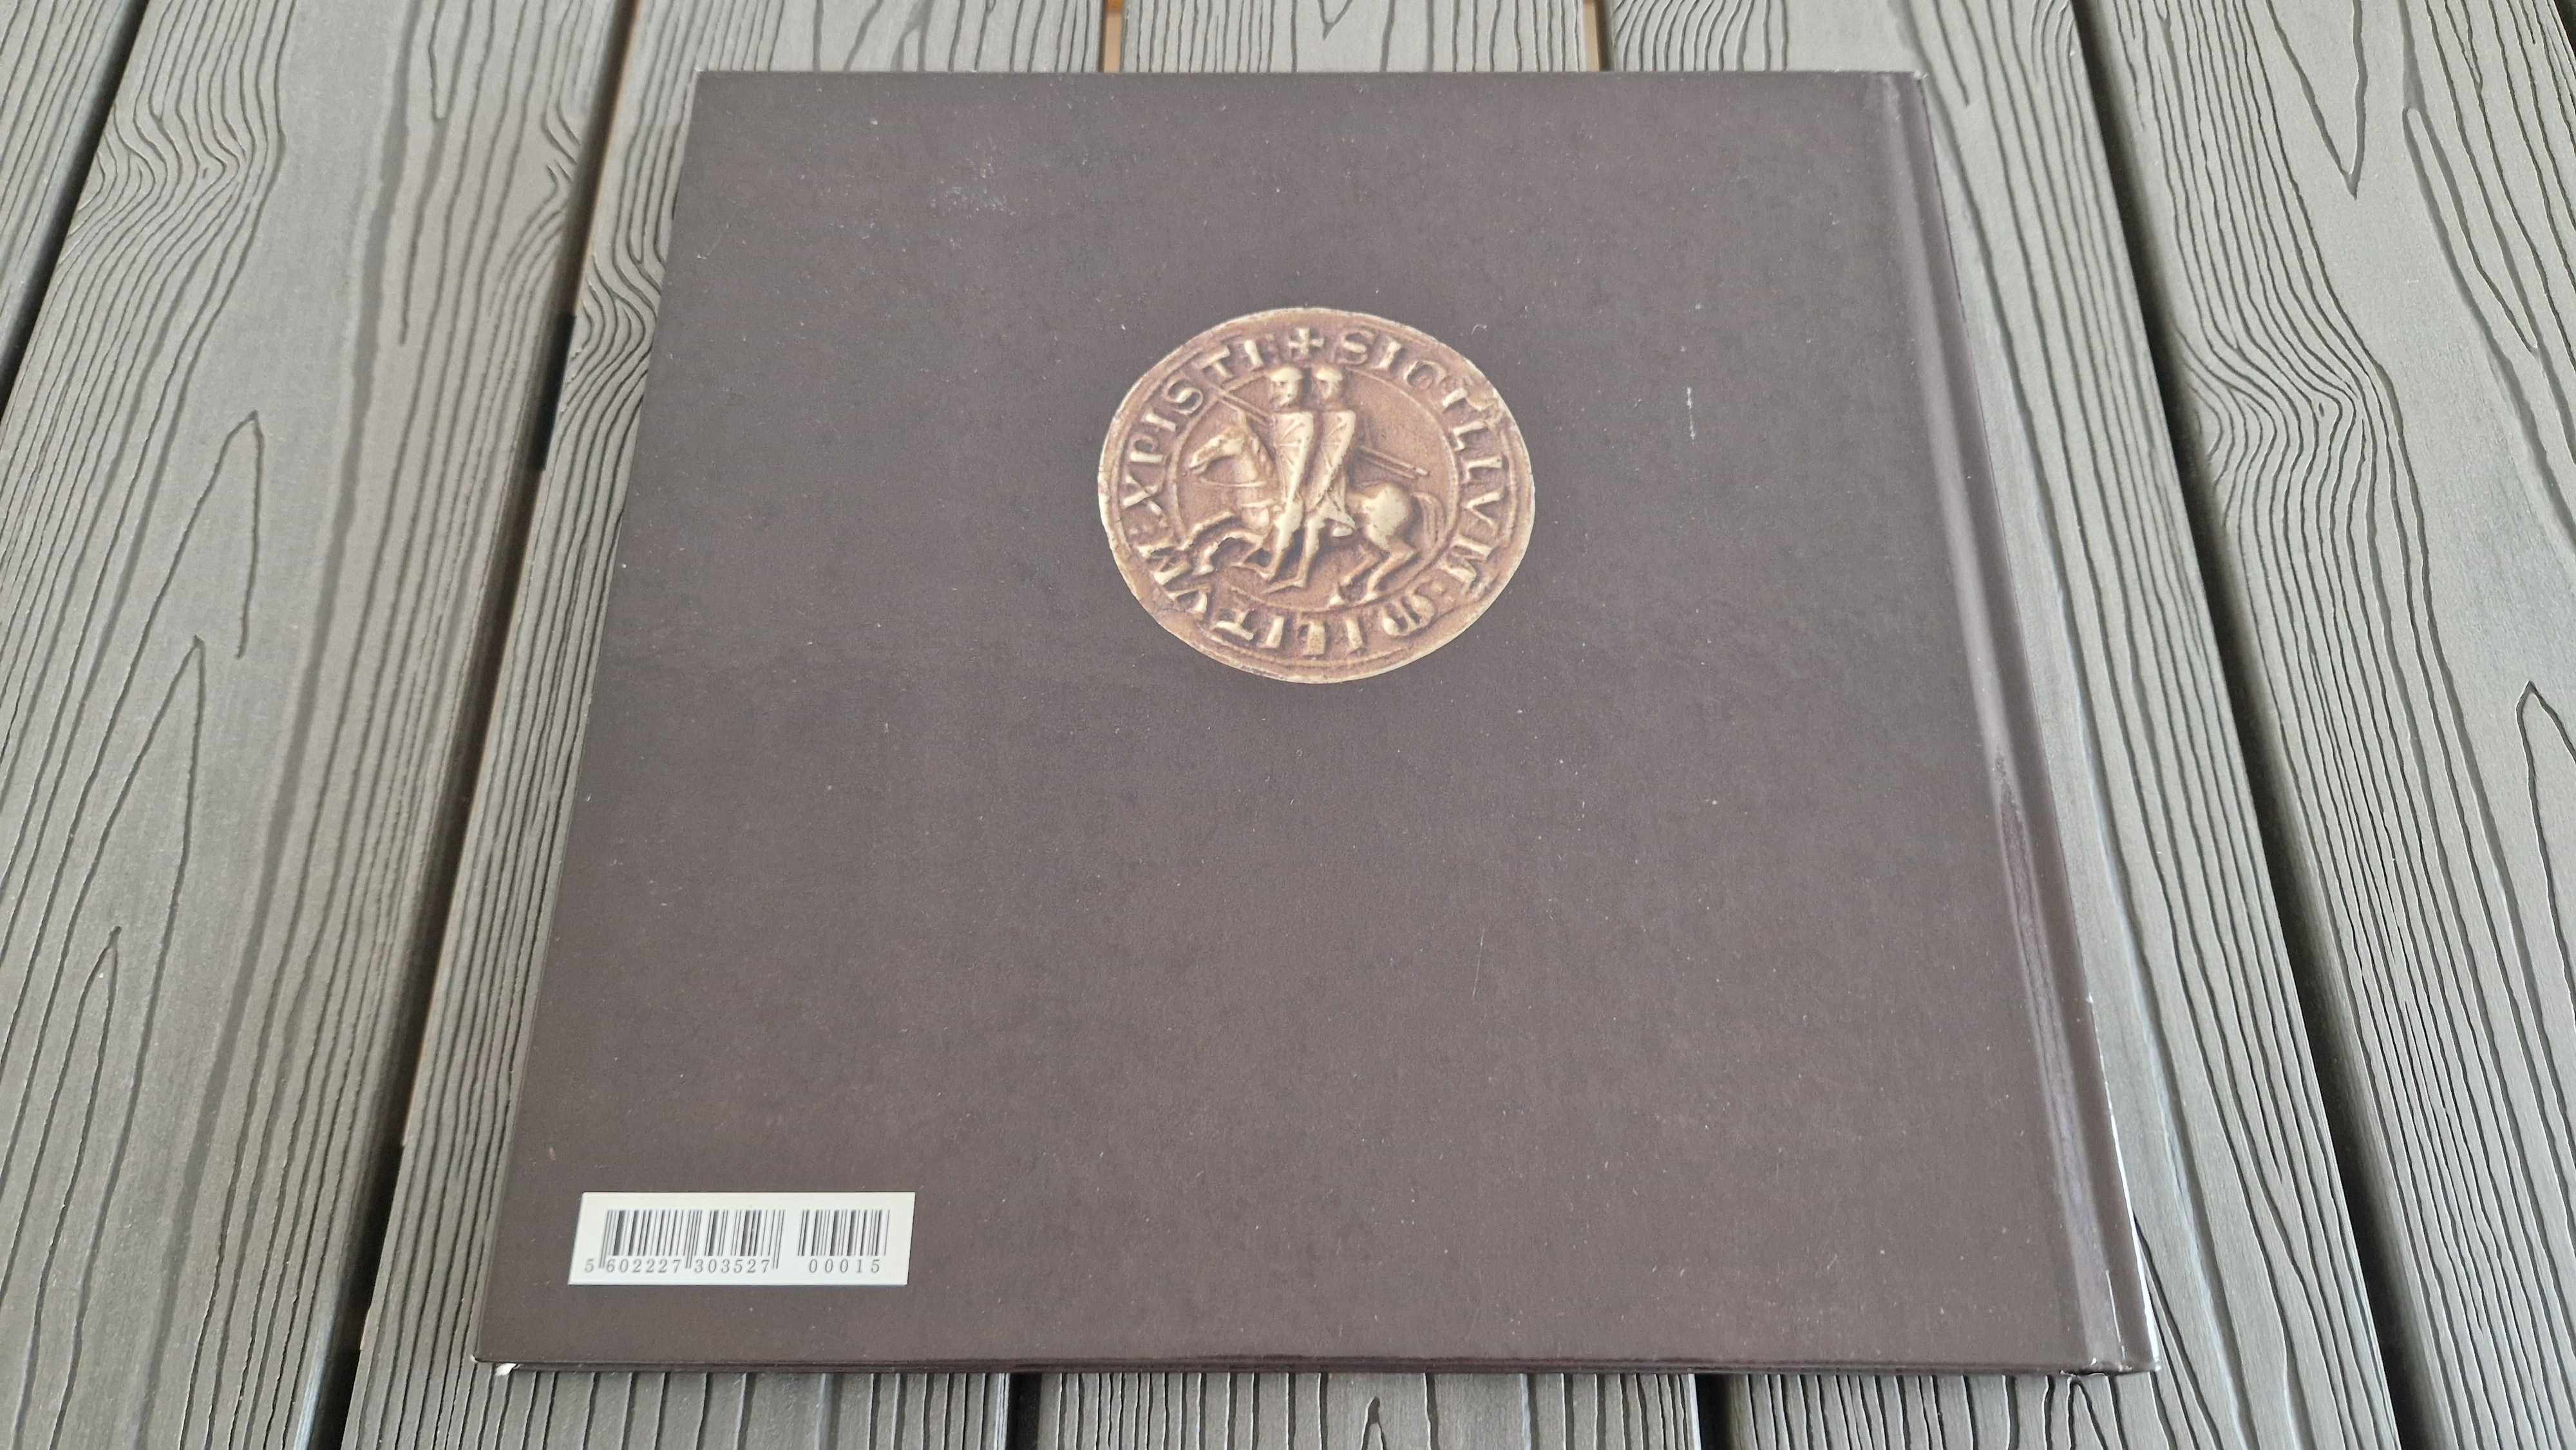 +SIGILLVM:MILITVM:XPISTI:
5 602227 303527 00015